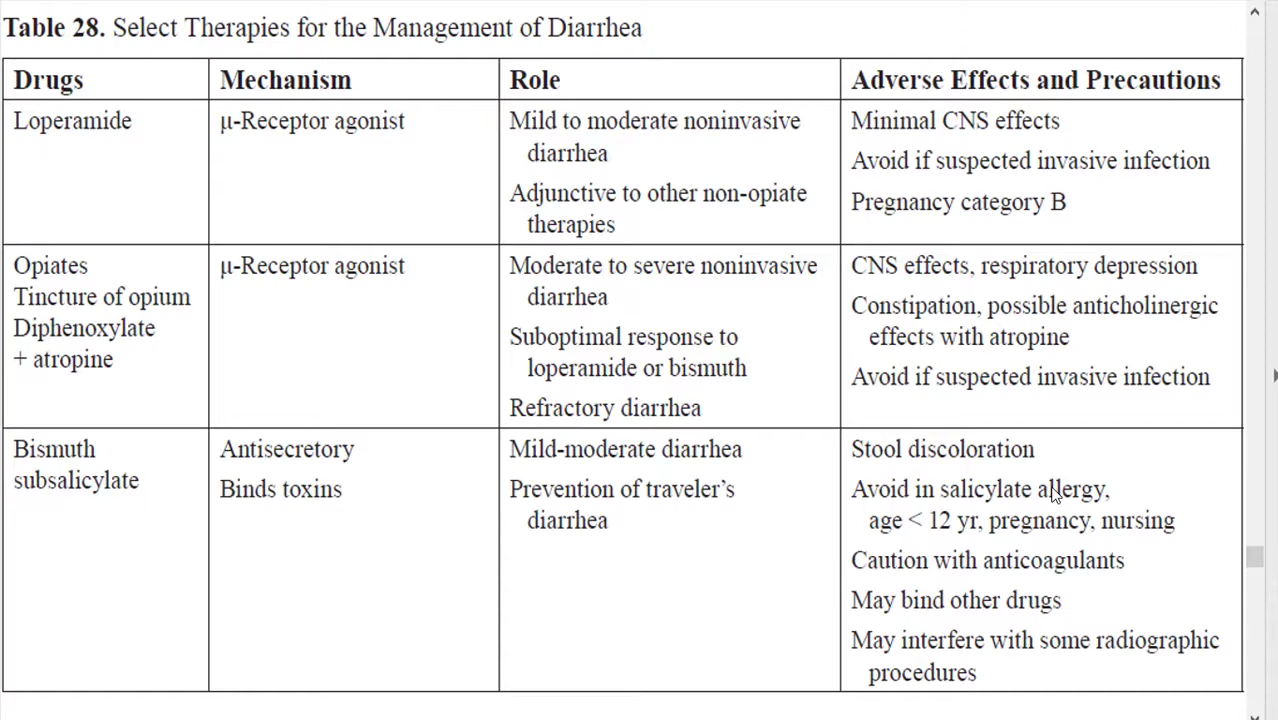 Table 28. Select Therapies for the Management of Diarrhea
Drugs
Mechanism
Role
Adverse Effects and Precautions
Loperamide
μ-Receptor agonist
Mild to moderate noninvasive
diarrhea
Adjunctive to other non-opiate
therapies
Minimal CNS effects
Avoid if suspected invasive infection
Pregnancy category B
Opiates
Tincture of opium
Diphenoxylate
+ atropine
μ-Receptor agonist
Moderate to severe noninvasive
diarrhea
Suboptimal response to
loperamide or bismuth
Refractory diarrhea
CNS effects, respiratory depression
Constipation, possible anticholinergic
effects with atropine
Avoid if suspected invasive infection
Bismuth
subsalicylate
Antisecretory
Binds toxins
Mild-moderate diarrhea
Prevention of traveler’s
diarrhea
Stool discoloration
Avoid in salicylate allergy,
age < 12 yr, pregnancy, nursing
Caution with anticoagulants
May bind other drugs
May interfere with some radiographic
procedures